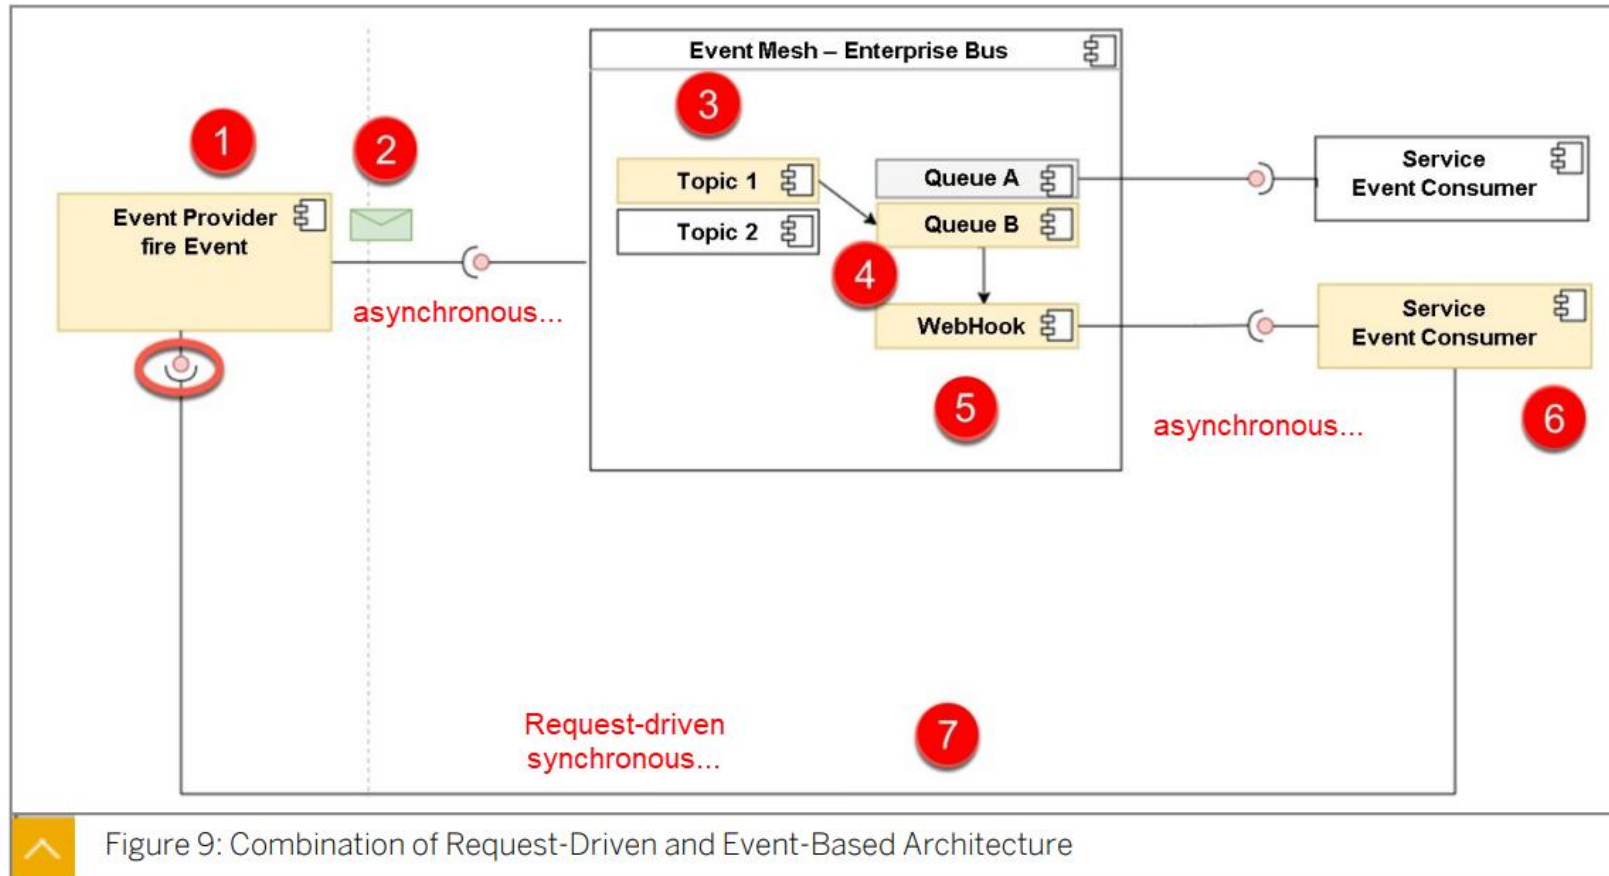 Event Mesh – Enterprise Bus
3
1
2
Topic 1
Queue A
Service
Event Consumer
Event Provider
fire Event
Topic 2
Queue B
4
asynchronous...
WebHook
Service
Event Consumer
5
asynchronous...
6
Request-driven
synchronous...
7
Figure 9: Combination of Request-Driven and Event-Based Architecture